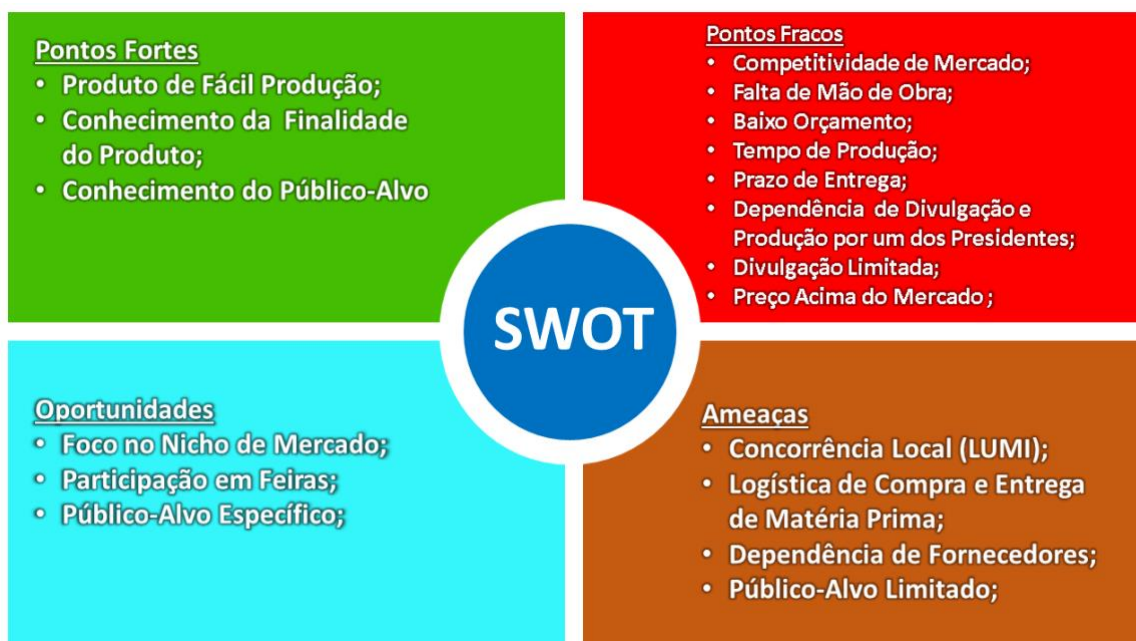 Pontos Fortes
• Produto de Fácil Produção;
• Conhecimento da Finalidade
do Produto;
• Conhecimento do Público-Alvo
Pontos Fracos
• Competitividade de Mercado;
• Falta de Mão de Obra;
• Baixo Orçamento;
• Tempo de Produção;
• Prazo de Entrega;
• Dependência de Divulgação e
Produção por um dos Presidentes;
• Divulgação Limitada;
• Preço Acima do Mercado ;
SWOT
Oportunidades
• Foco no Nicho de Mercado;
• Participação em Feiras;
• Público-Alvo Específico;
Ameaças
• Concorrência Local (LUMI);
• Logística de Compra e Entrega
de Matéria Prima;
• Dependência de Fornecedores;
• Público-Alvo Limitado;